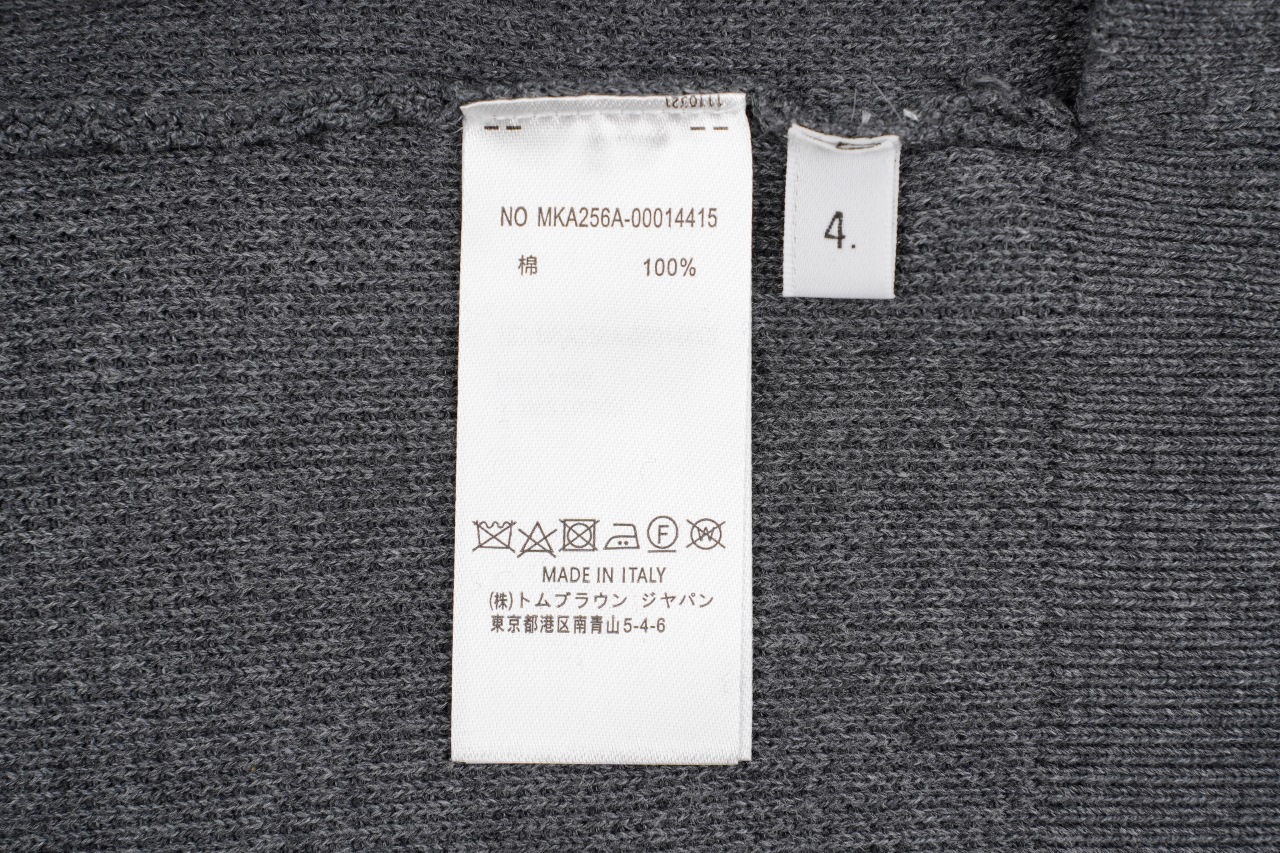 1110321
NO MKA256A-00014415
棉 100%
4.
F W
MADE IN ITALY
(株)トムブラウン ジャパン
東京都港区南青山5-4-6